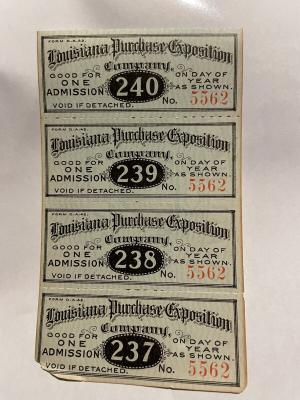 FORM O.A.42.
Louisiana Purchase Exposition
Company.
GOOD FOR ONE ADMISSION
240
ON DAY OF YEAR AS SHOWN.
VOID IF DETACHED.
No. 5562
FORM O.A.42.
Louisiana Purchase Exposition
Company.
GOOD FOR ONE ADMISSION
239
ON DAY OF YEAR AS SHOWN.
VOID IF DETACHED.
No. 5562
FORM O.A.42.
Louisiana Purchase Exposition
Company.
GOOD FOR ONE ADMISSION
238
ON DAY OF YEAR AS SHOWN.
VOID IF DETACHED.
No. 5562
FORM O.A.42.
Louisiana Purchase Exposition
Company.
GOOD FOR ONE ADMISSION
237
ON DAY OF YEAR AS SHOWN.
VOID IF DETACHED.
No. 5562